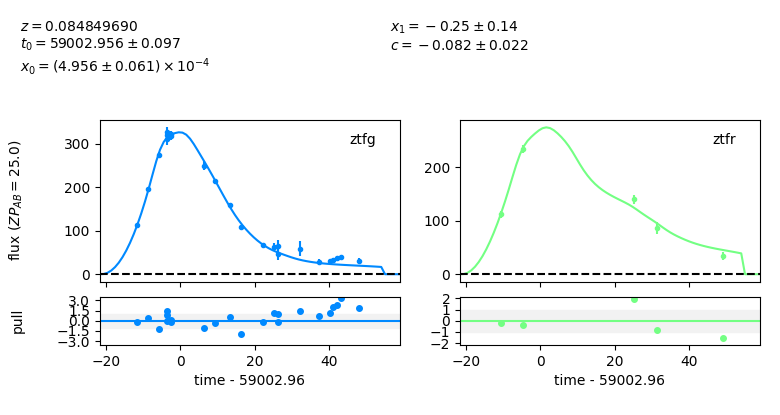 z = 0.084849690
t₀ = 59002.956 ± 0.097
x₀ = (4.956 ± 0.061) × 10⁻⁴
x₁ = −0.25 ± 0.14
c = −0.082 ± 0.022
flux (ZP_AB = 25.0)
300
200
100
0
ztfg
200
100
0
ztfr
pull
3.0
1.5
0.0
−1.5
−3.0
−20 0 20 40
time - 59002.96
2
1
0
−1
−2
−20 0 20 40
time - 59002.96